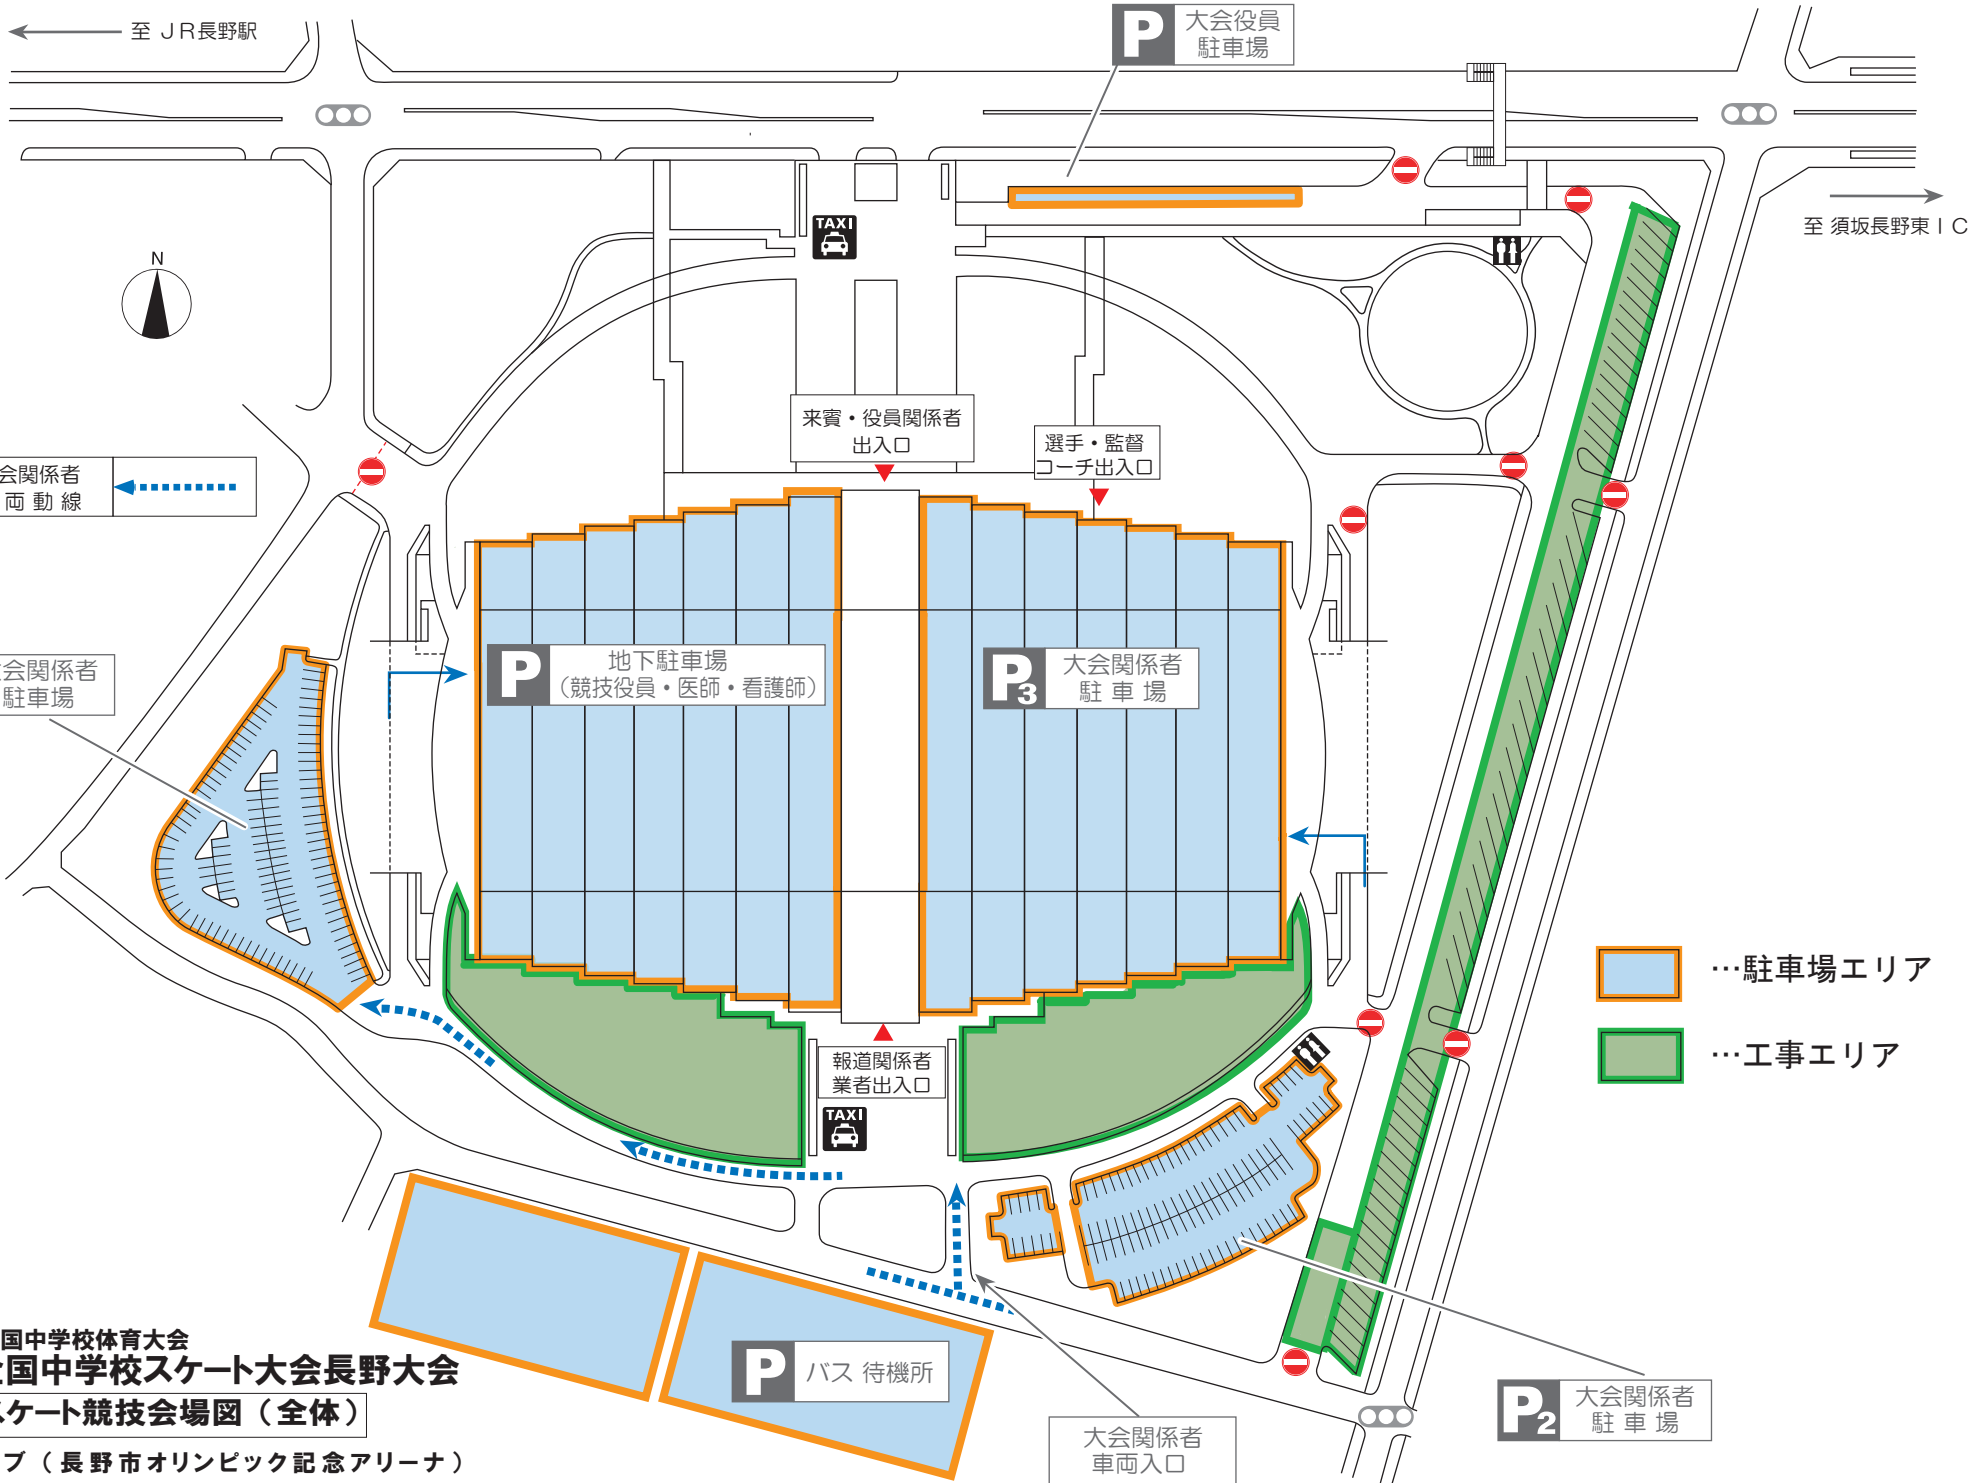 至 JR長野駅
P 大会役員
駐車場
至 須坂長野東IC
N
TAXI
来賓・役員関係者
出入口
選手・監督
コーチ出入口
会関係者
両 動 線
P 地下駐車場
(競技役員・医師・看護師)
P3 大会関係者
駐 車 場
会関係者
駐車場
…駐車場エリア
…工事エリア
報道関係者
業者出入口
TAXI
P バス 待機所
P2 大会関係者
駐 車 場
大会関係者
車両入口
国中学校体育大会
全国中学校スケート大会長野大会
スケート競技会場図(全体)
ブ(長野市オリンピック記念アリーナ)